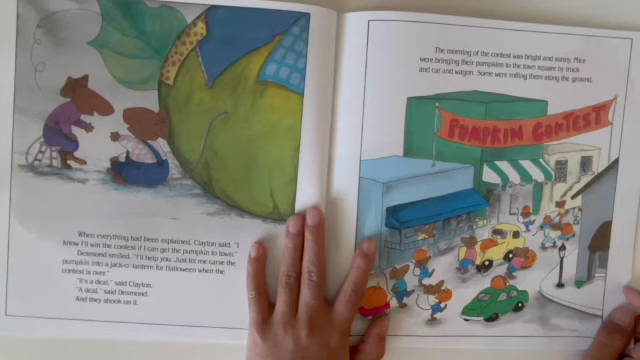 When everything had been explained, Clayton said, "I
know I'll win the contest if I can get the pumpkin to town."
Desmond smiled. "I'll help you. Just let me carve the
pumpkin into a jack-o'-lantern for Halloween when the
contest is over."
"It's a deal," said Clayton.
"A deal," said Desmond.
And they shook on it.
The morning of the contest was bright and sunny. Mice
were bringing their pumpkins to the town square by truck
and car and wagon. Some were rolling them along the ground.
PUMPKIN CONTEST